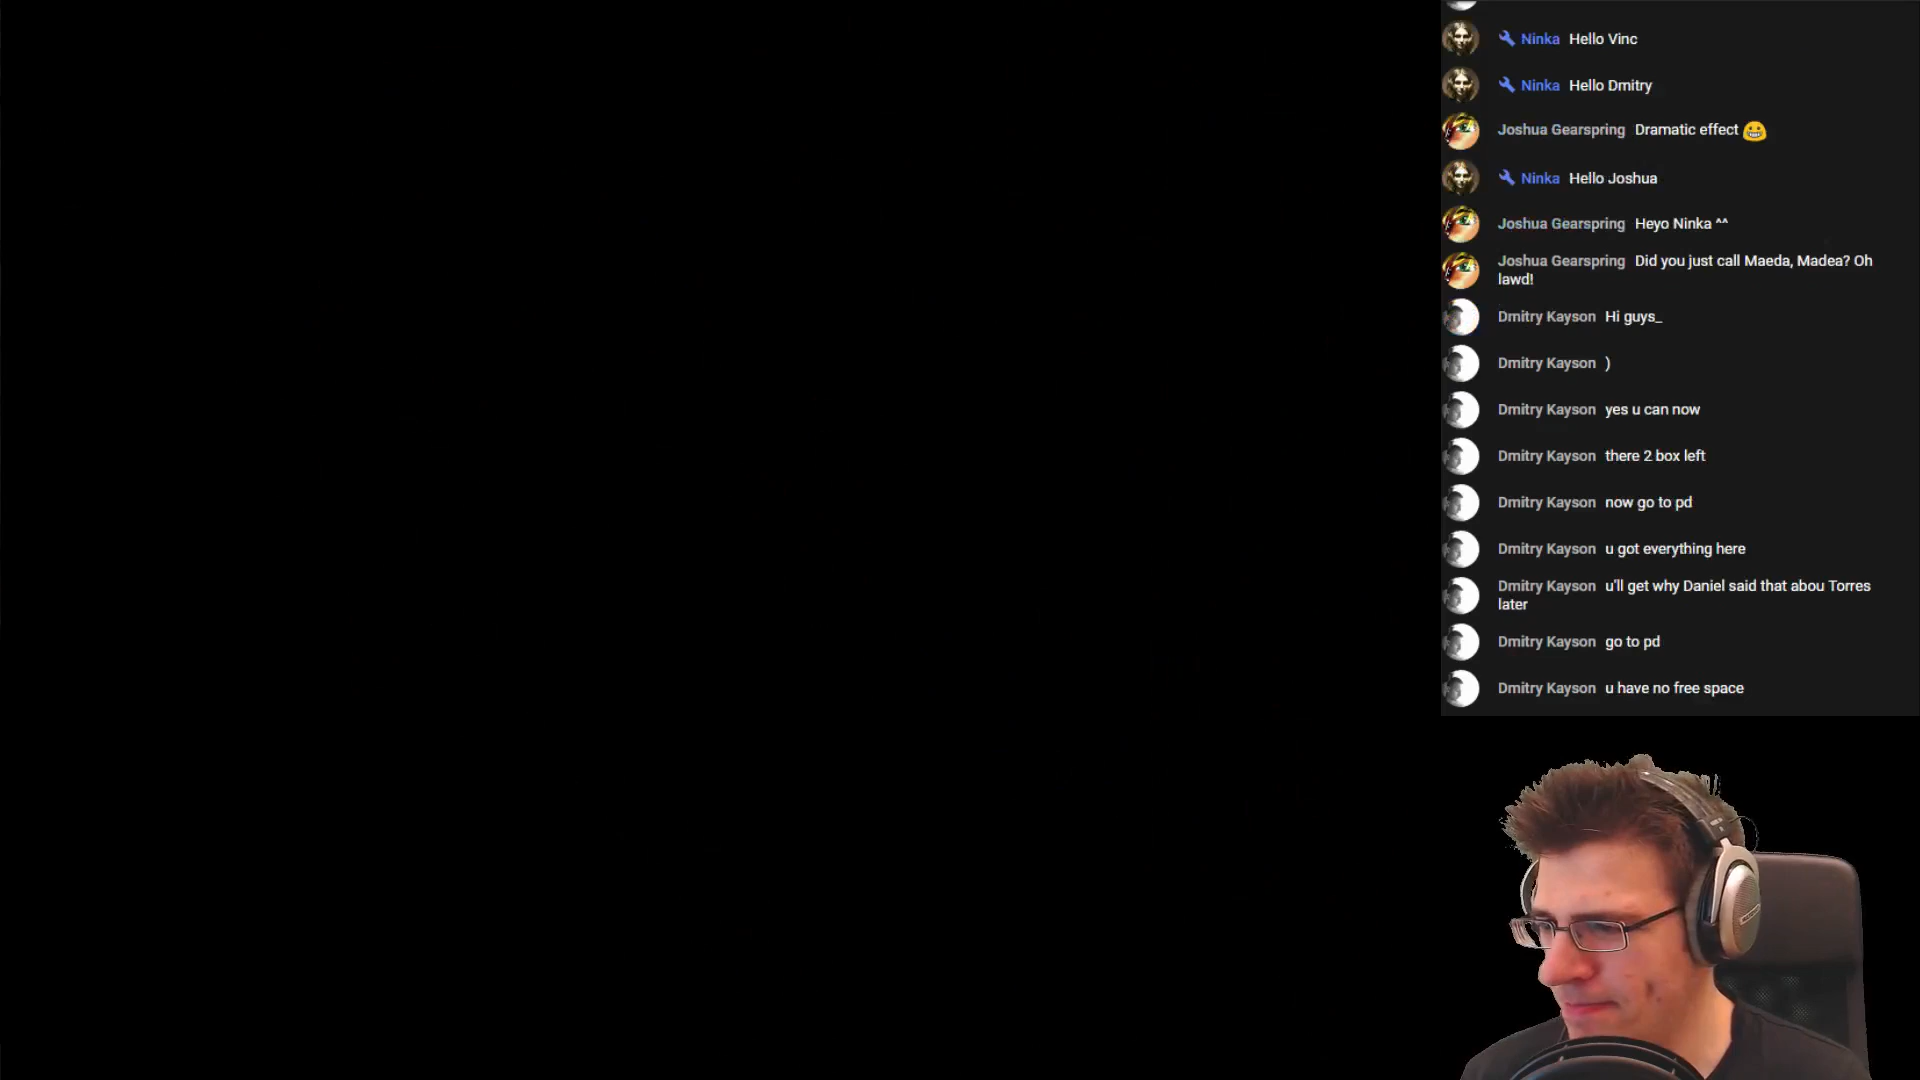 Ninka Hello Vinc
Ninka Hello Dmitry
Joshua Gearspring Dramatic effect 😀
Ninka Hello Joshua
Joshua Gearspring Heyo Ninka ^^
Joshua Gearspring Did you just call Maeda, Madea? Oh
lawd!
Dmitry Kayson Hi guys_
Dmitry Kayson )
Dmitry Kayson yes u can now
Dmitry Kayson there 2 box left
Dmitry Kayson now go to pd
Dmitry Kayson u got everything here
Dmitry Kayson u'll get why Daniel said that abou Torres
later
Dmitry Kayson go to pd
Dmitry Kayson u have no free space